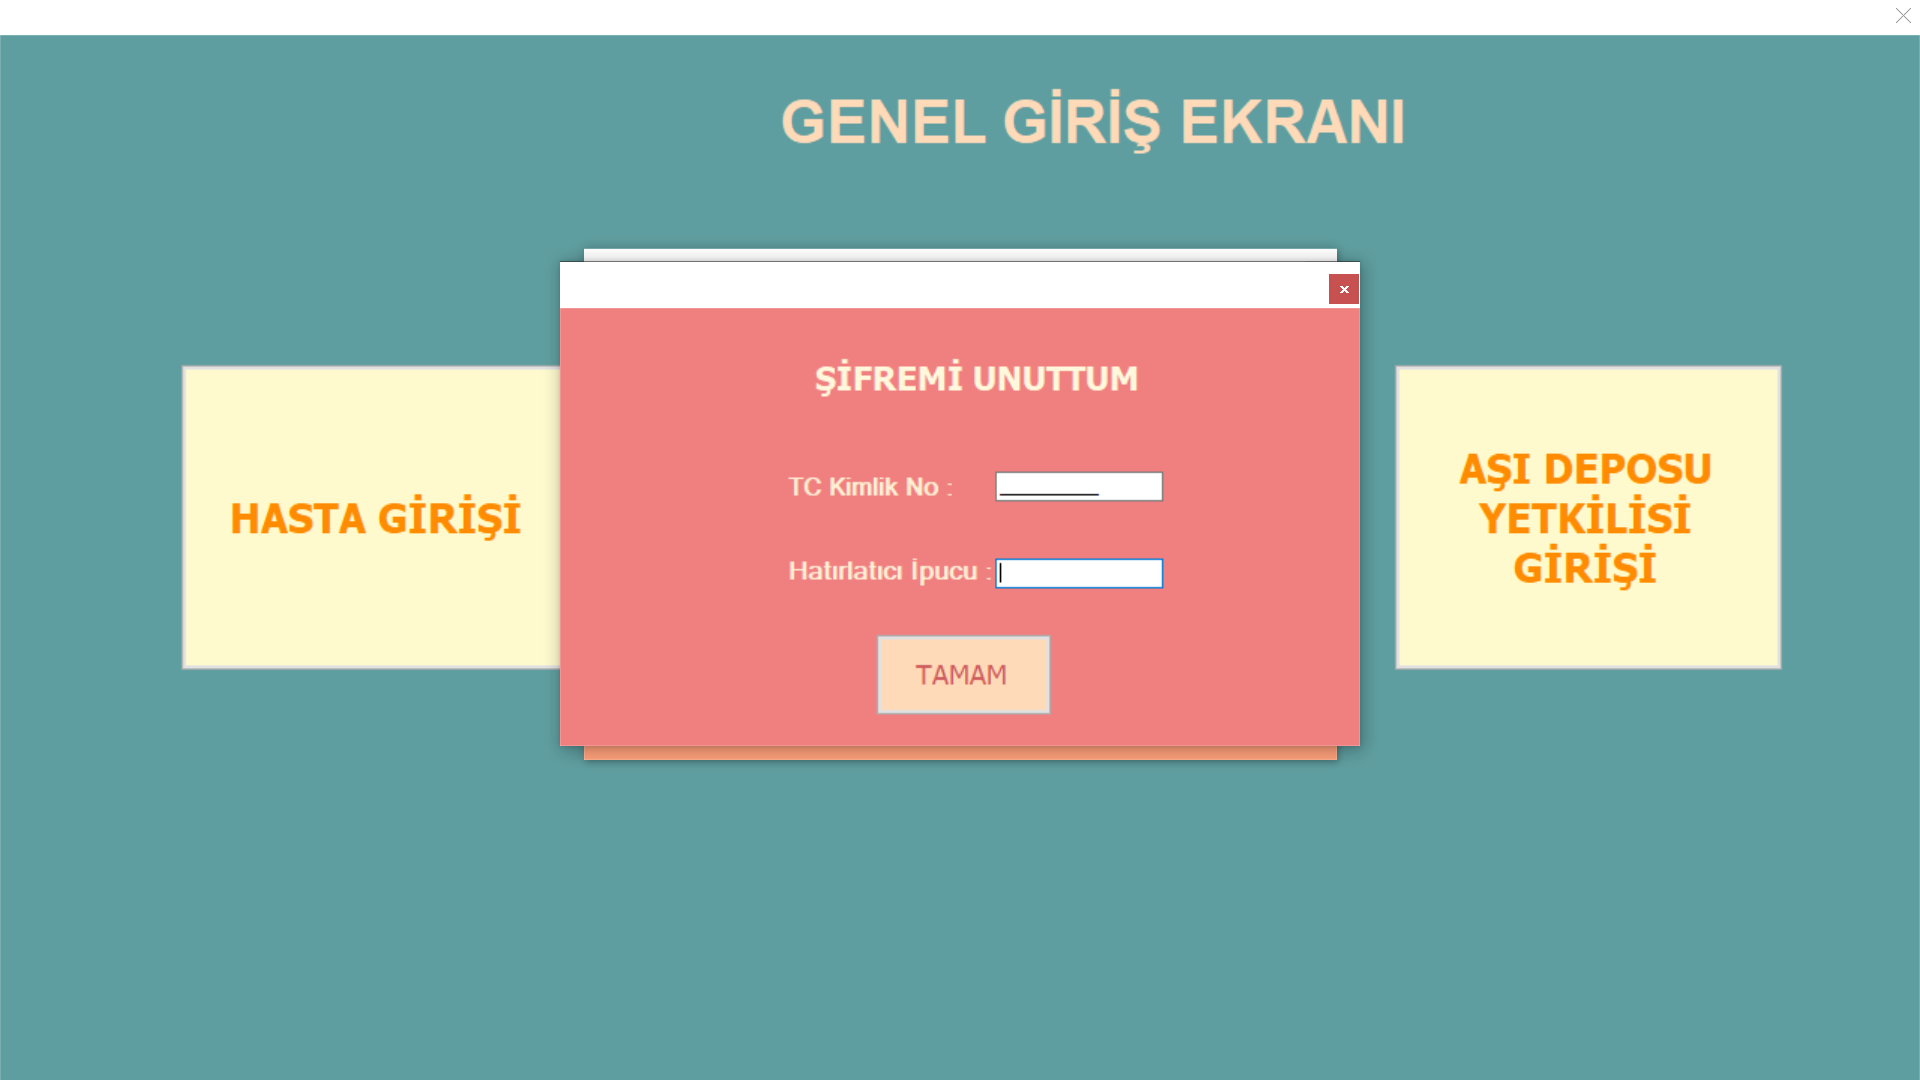 GENEL GİRİŞ EKRANI
x
ŞİFREMİ UNUTTUM
TC Kimlik No :
Hatırlatıcı İpucu :
TAMAM
HASTA GİRİŞİ
AŞI DEPOSU
YETKİLİSİ
GİRİŞİ